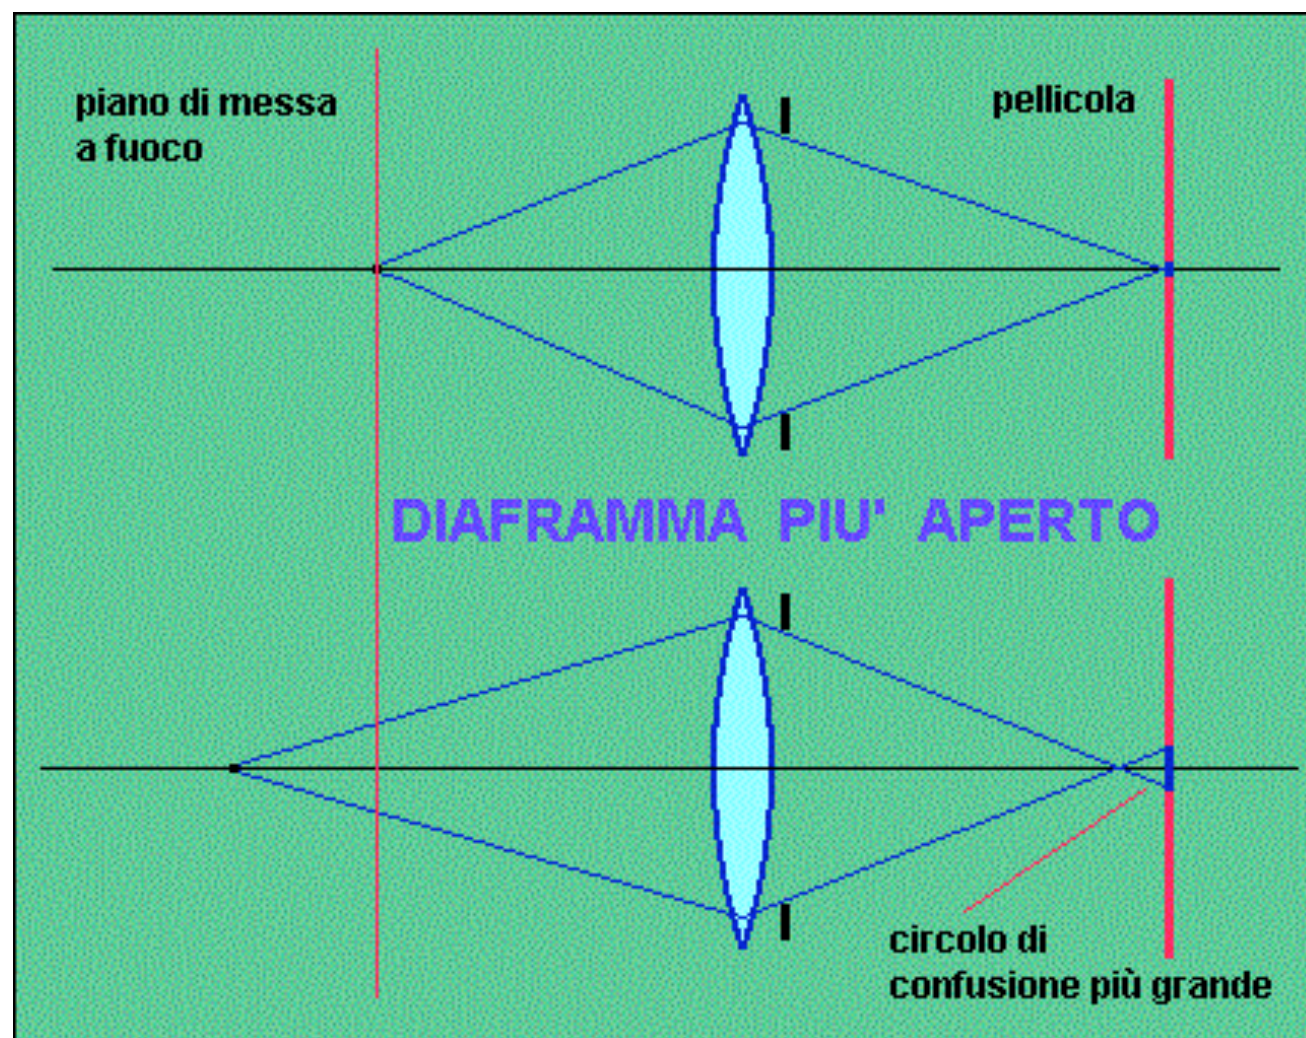 piano di messa
a fuoco
pellicola
DIAFRAMMA PIU' APERTO
circolo di
confusione più grande